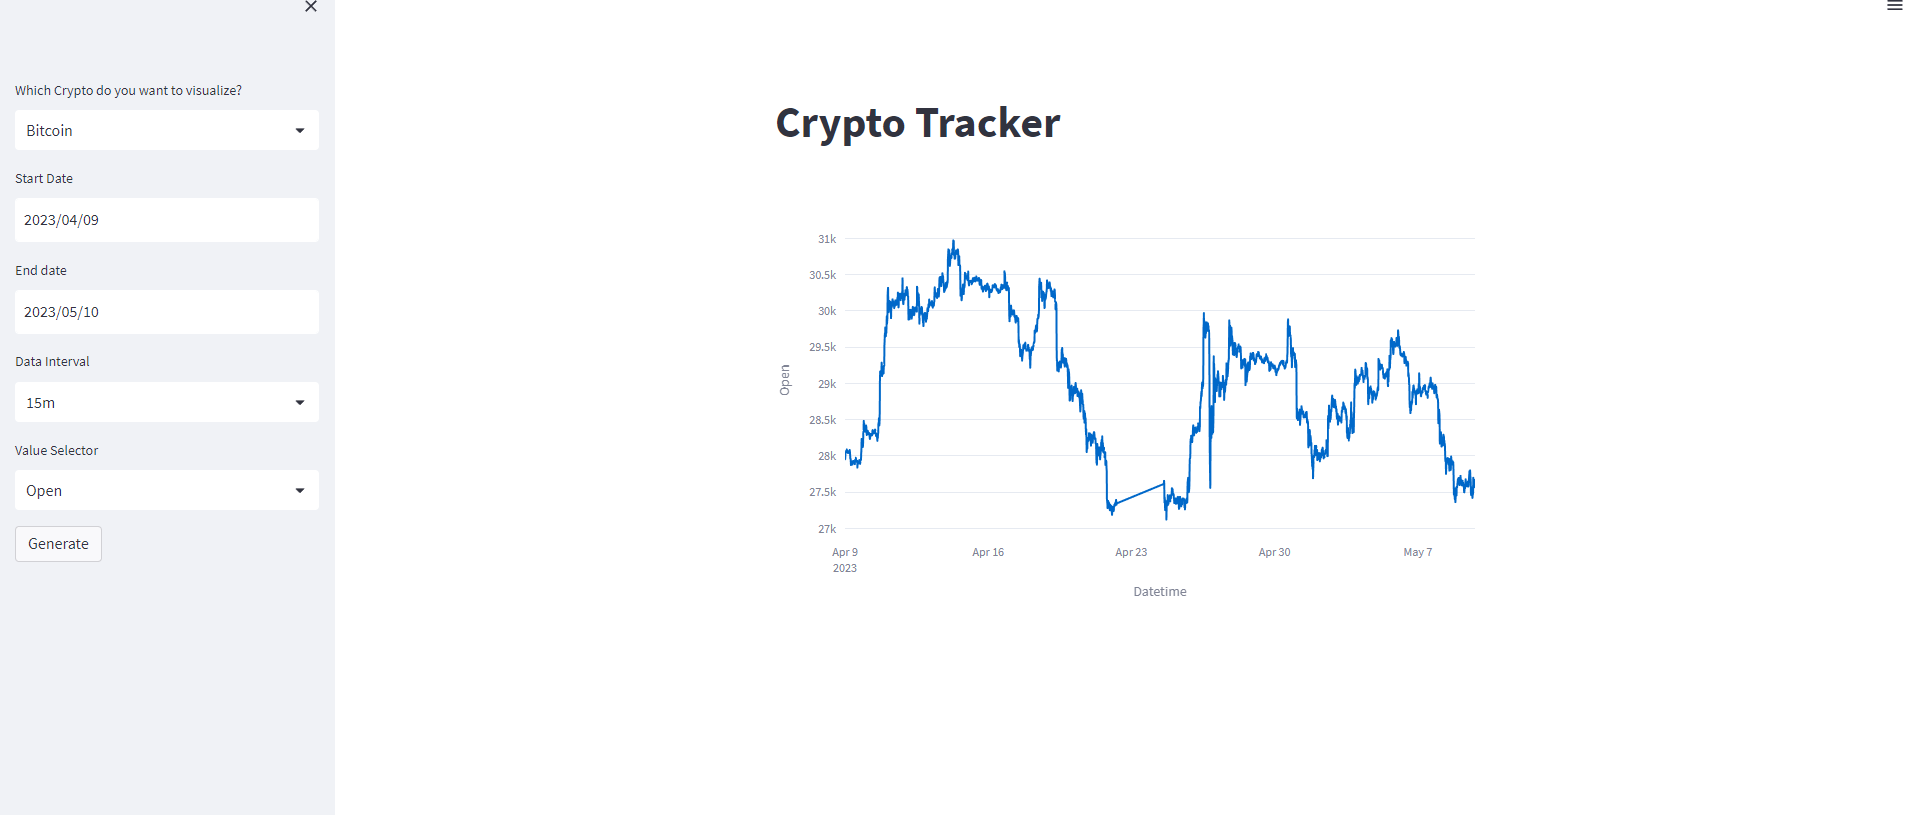 Which Crypto do you want to visualize?
Bitcoin
Start Date
2023/04/09
End date
2023/05/10
Data Interval
15m
Value Selector
Open
Generate
Crypto Tracker
31k
30.5k
30k
29.5k
29k
28.5k
28k
27.5k
27k
Open
Apr 9 Apr 16 Apr 23 Apr 30 May 7
2023
Datetime